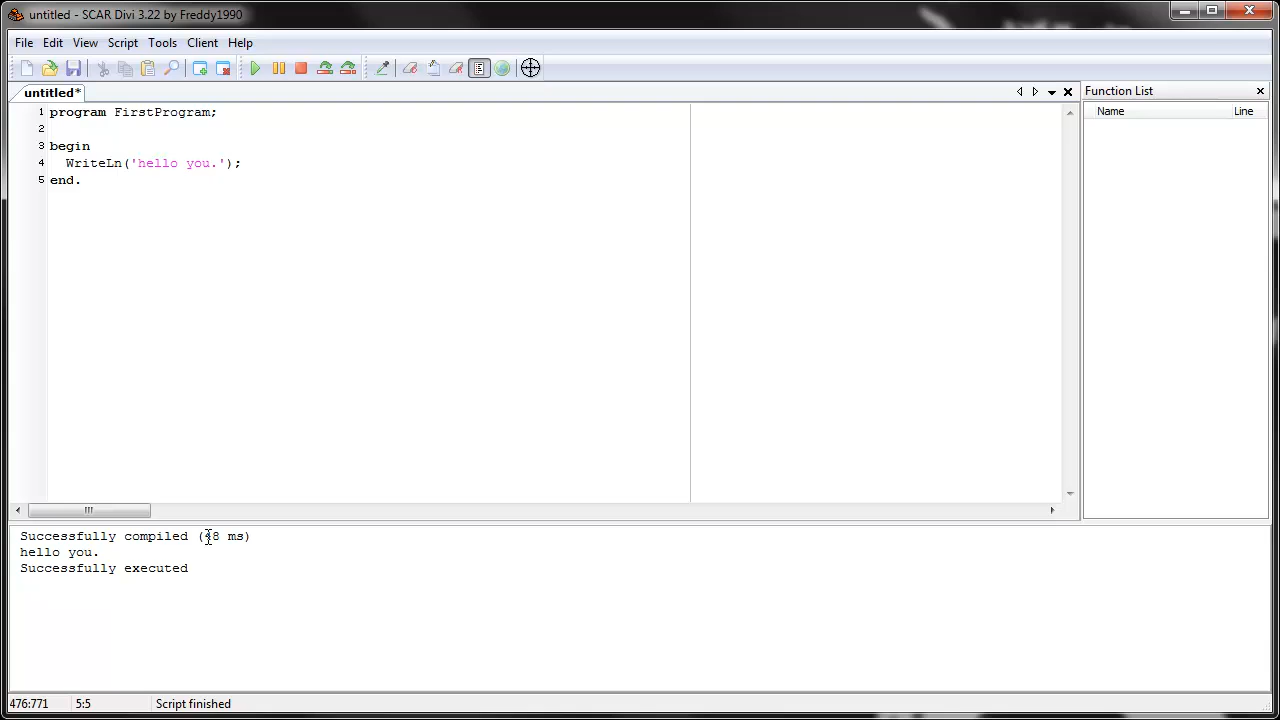 untitled - SCAR Divi 3.22 by Freddy1990
File Edit View Script Tools Client Help
untitled*
Function List
Name Line
1 program FirstProgram;
2
3 begin
4 WriteLn('hello you.');
5 end.
Successfully compiled (48 ms)
hello you.
Successfully executed
476:771 5:5 Script finished